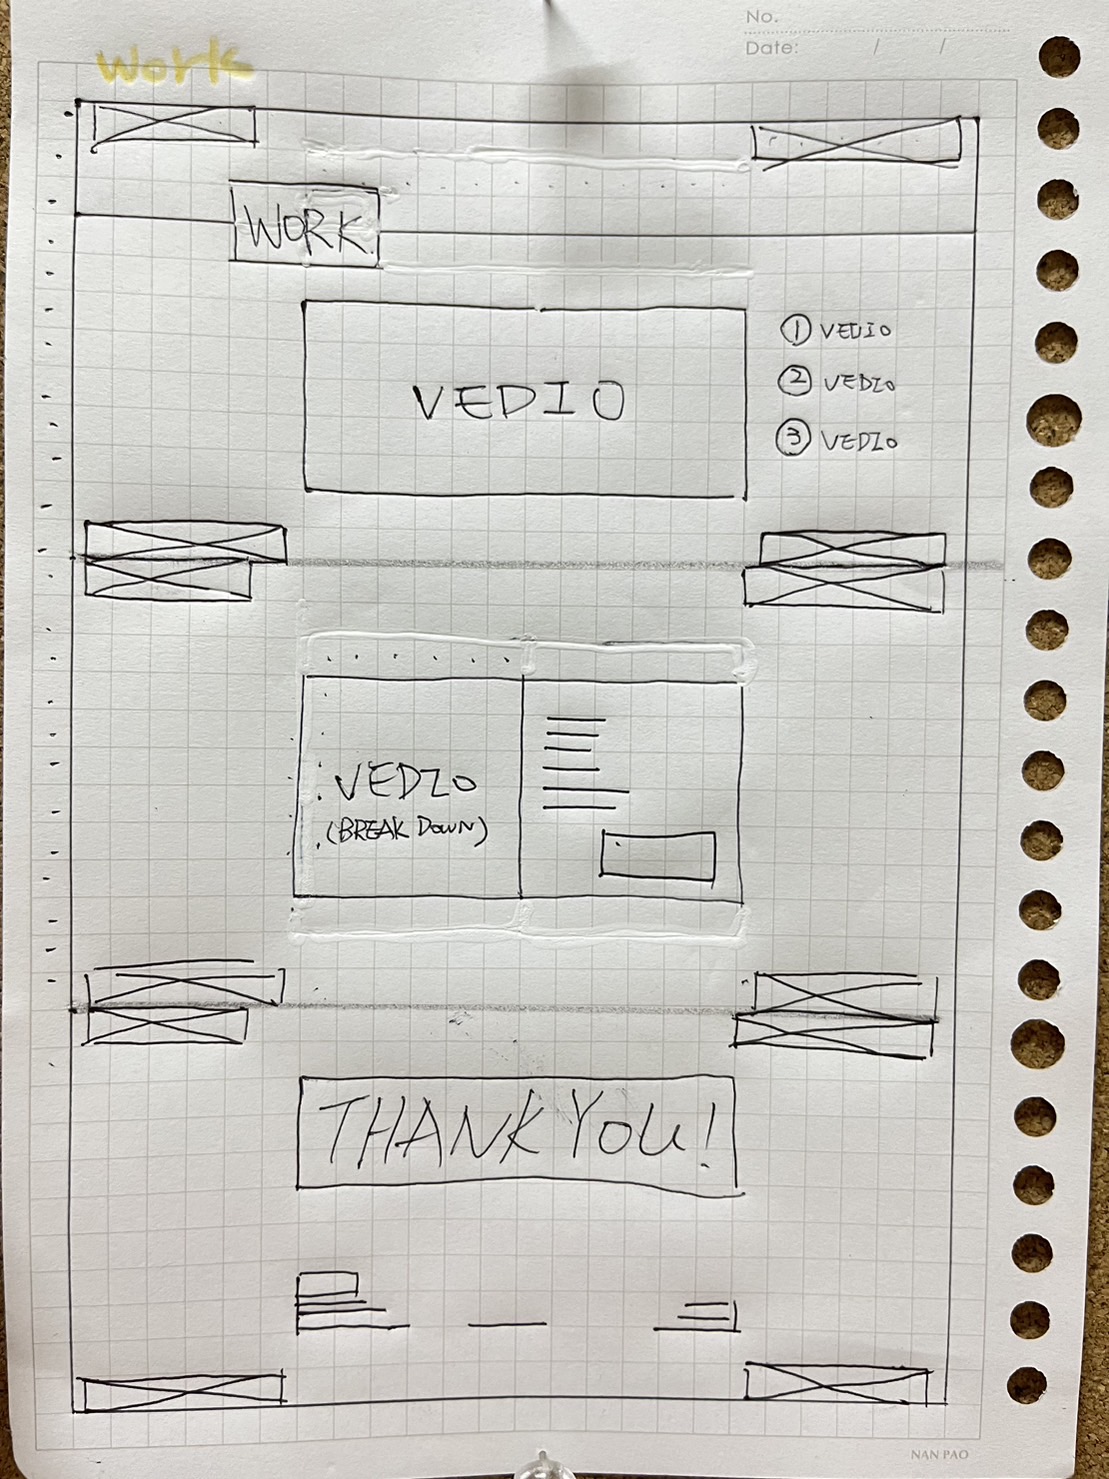 No.
Date: / /
Work
WORK
VEDIO
① VEDIO
② VEDIO
③ VEDIO
VEDIO
(BREAK DOWN)
THANK YOU!
NAN PAO